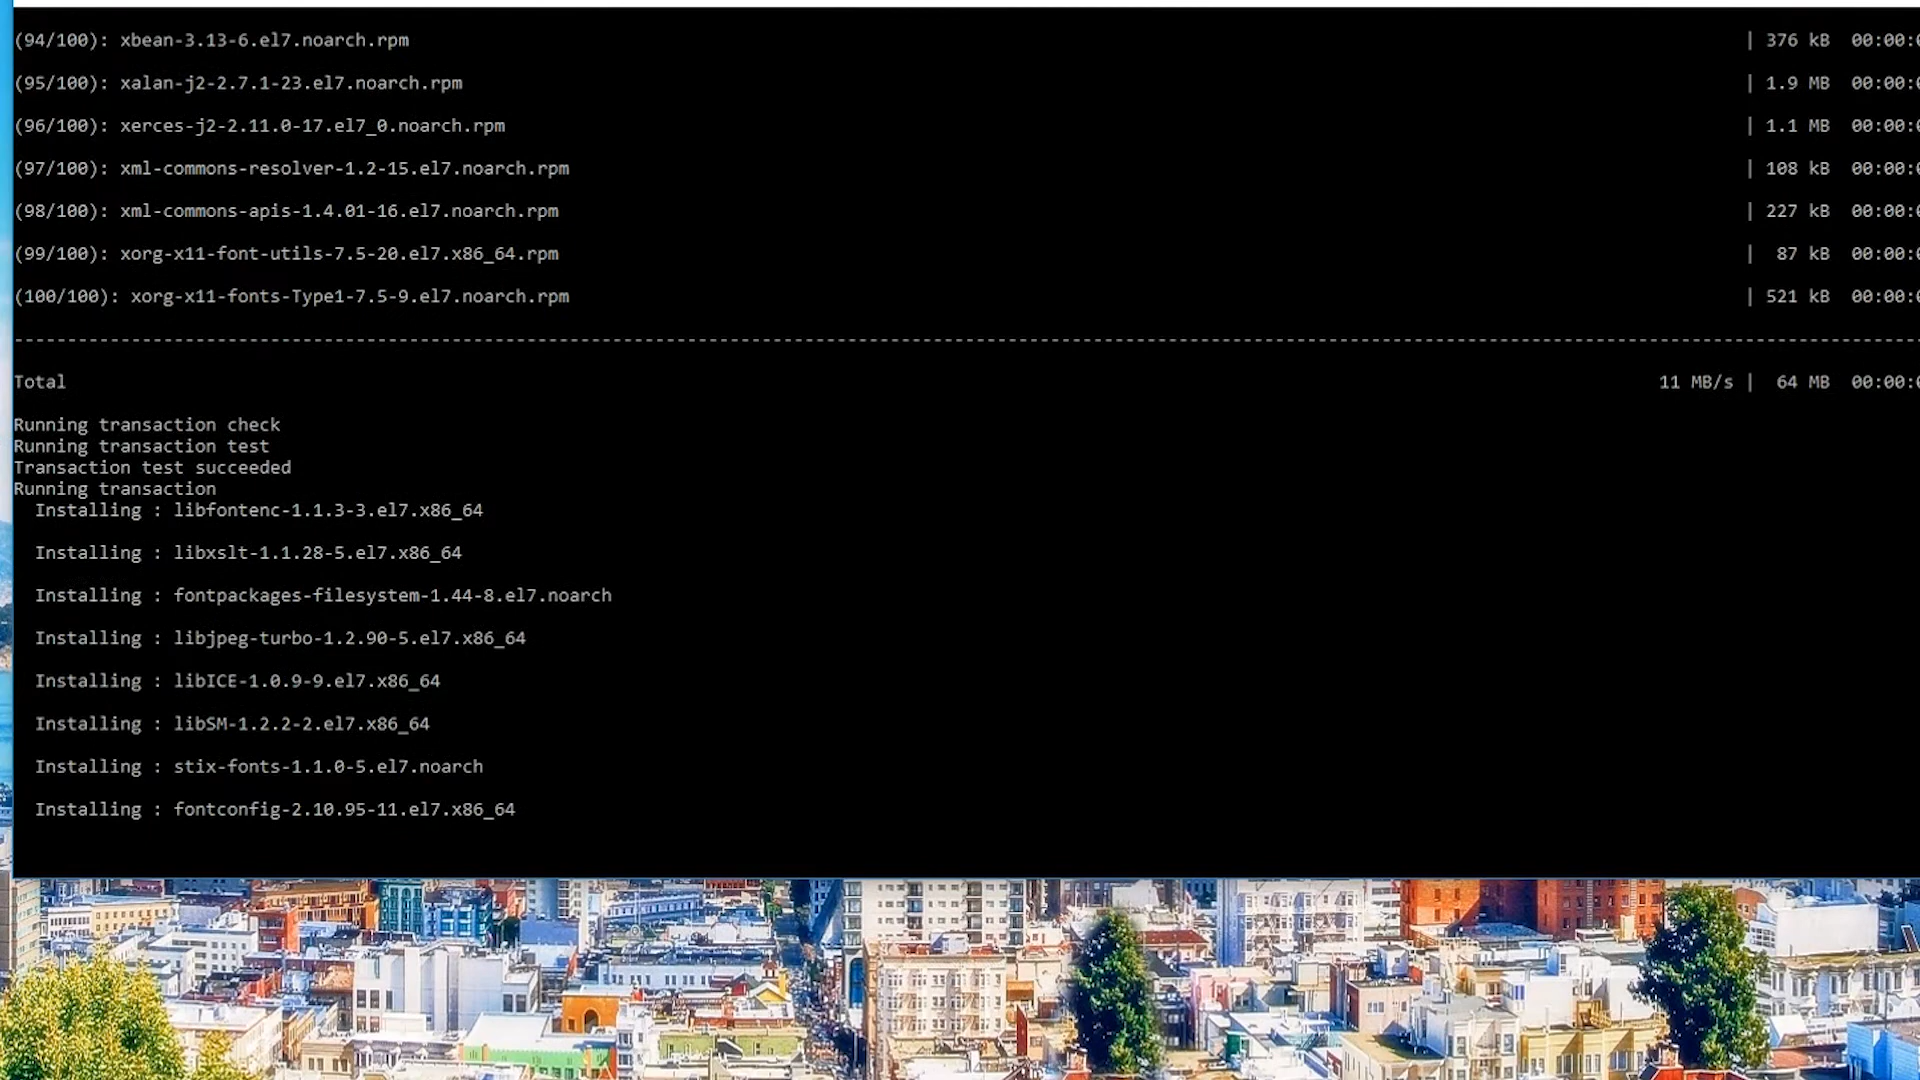 (94/100): xbean-3.13-6.el7.noarch.rpm | 376 kB 00:00:0
(95/100): xalan-j2-2.7.1-23.el7.noarch.rpm | 1.9 MB 00:00:0
(96/100): xerces-j2-2.11.0-17.el7_0.noarch.rpm | 1.1 MB 00:00:0
(97/100): xml-commons-resolver-1.2-15.el7.noarch.rpm | 108 kB 00:00:0
(98/100): xml-commons-apis-1.4.01-16.el7.noarch.rpm | 227 kB 00:00:0
(99/100): xorg-x11-font-utils-7.5-20.el7.x86_64.rpm | 87 kB 00:00:0
(100/100): xorg-x11-fonts-Type1-7.5-9.el7.noarch.rpm | 521 kB 00:00:0
Total 11 MB/s | 64 MB 00:00:0
Running transaction check
Running transaction test
Transaction test succeeded
Running transaction
Installing : libfontenc-1.1.3-3.el7.x86_64
Installing : libxslt-1.1.28-5.el7.x86_64
Installing : fontpackages-filesystem-1.44-8.el7.noarch
Installing : libjpeg-turbo-1.2.90-5.el7.x86_64
Installing : libICE-1.0.9-9.el7.x86_64
Installing : libSM-1.2.2-2.el7.x86_64
Installing : stix-fonts-1.1.0-5.el7.noarch
Installing : fontconfig-2.10.95-11.el7.x86_64